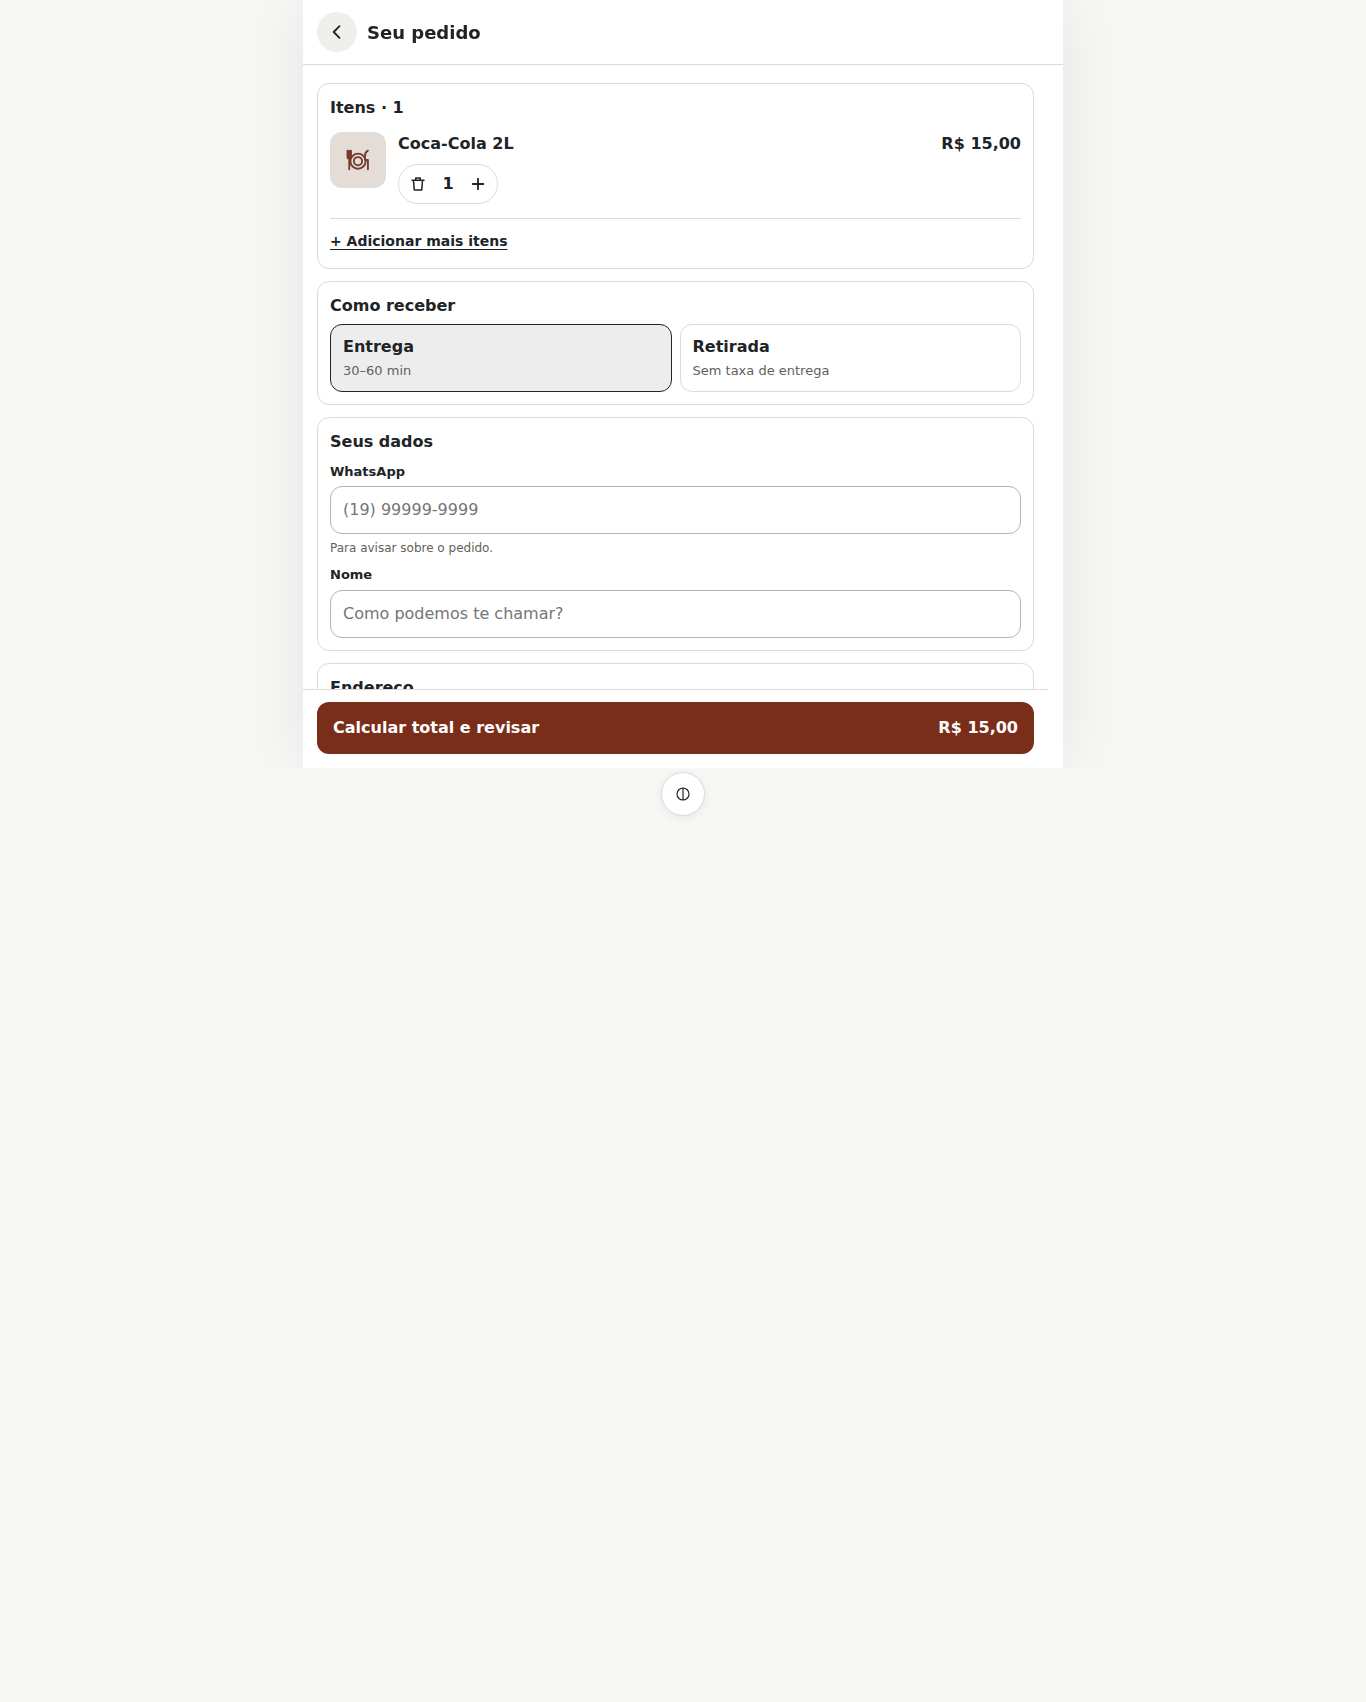 Seu pedido
Itens · 1
Coca-Cola 2L
R$ 15,00
1
+ Adicionar mais itens
Como receber
Entrega
30–60 min
Retirada
Sem taxa de entrega
Seus dados
WhatsApp
(19) 99999-9999
Para avisar sobre o pedido.
Nome
Como podemos te chamar?
Endereço
Calcular total e revisar
R$ 15,00